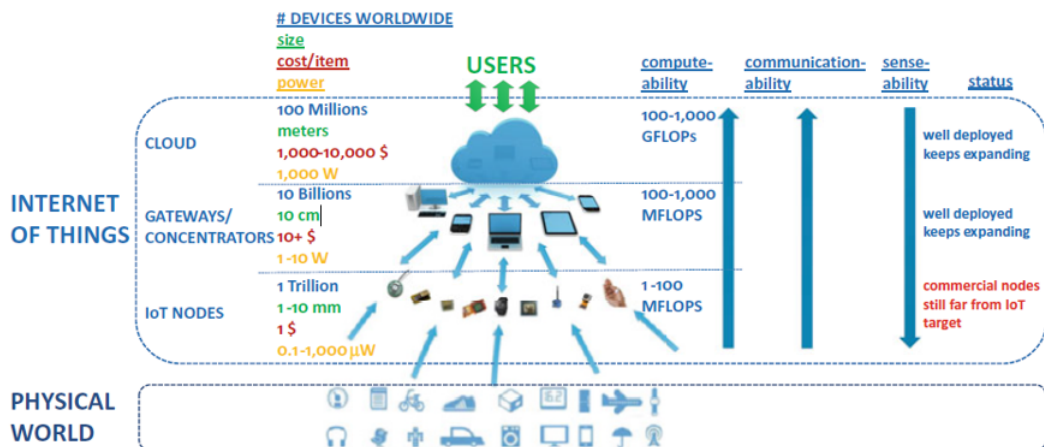 # DEVICES WORLDWIDE
size
cost/item
power
USERS
compute-
ability
communication-
ability
sense-
ability
status
INTERNET
OF THINGS
CLOUD
100 Millions
meters
1,000-10,000 $
1,000 W
100-1,000
GFLOPs
well deployed
keeps expanding
GATEWAYS/
CONCENTRATORS
10 Billions
10 cm
10+ $
1-10 W
100-1,000
MFLOPS
well deployed
keeps expanding
IoT NODES
1 Trillion
1-10 mm
1 $
0.1-1,000 µW
1-100
MFLOPS
commercial nodes
still far from IoT
target
PHYSICAL
WORLD
16.2